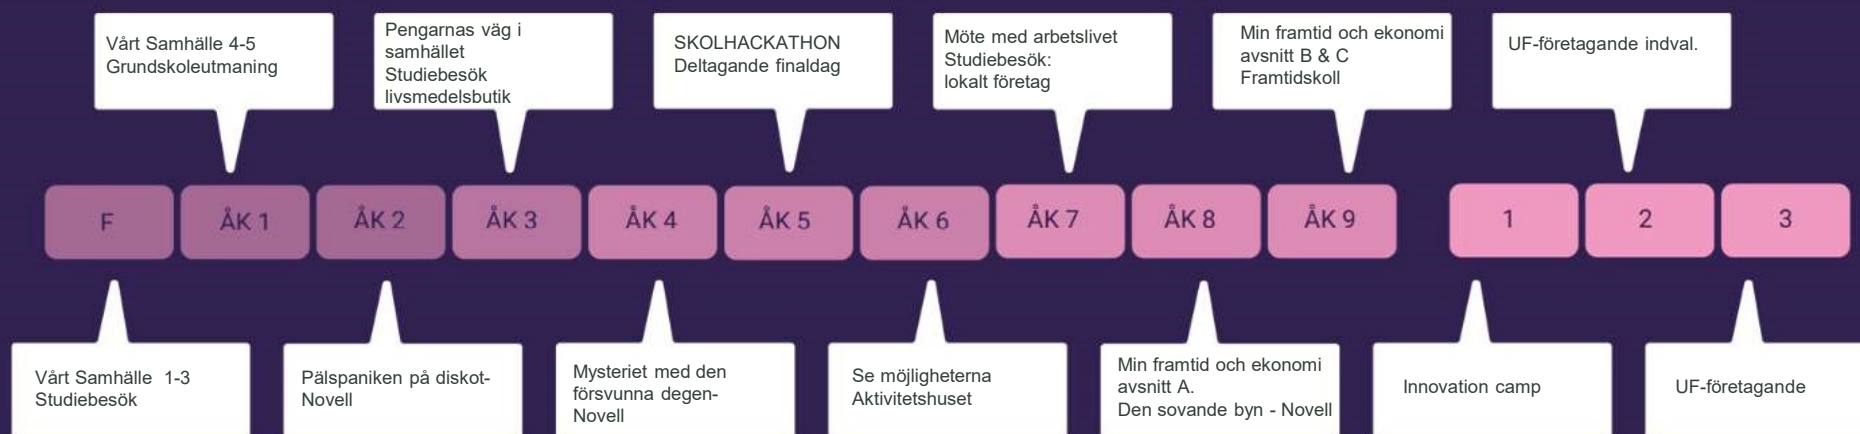 Vårt Samhälle 4-5
Grundskoleutmaning
Pengarnas väg i
samhället
Studiebesök
livsmedelsbutik
SKOLHACKATHON
Deltagande finaldag
Möte med arbetslivet
Studiebesök:
lokalt företag
Min framtid och ekonomi
avsnitt B & C
Framtidskoll
UF-företagande indval.
F
ÅK 1
ÅK 2
ÅK 3
ÅK 4
ÅK 5
ÅK 6
ÅK 7
ÅK 8
ÅK 9
1
2
3
Vårt Samhälle 1-3
Studiebesök
Pälspaniken på diskot-
Novell
Mysteriet med den
försvunna degen-
Novell
Se möjligheterna
Aktivitetshuset
Min framtid och ekonomi
avsnitt A.
Den sovande byn - Novell
Innovation camp
UF-företagande